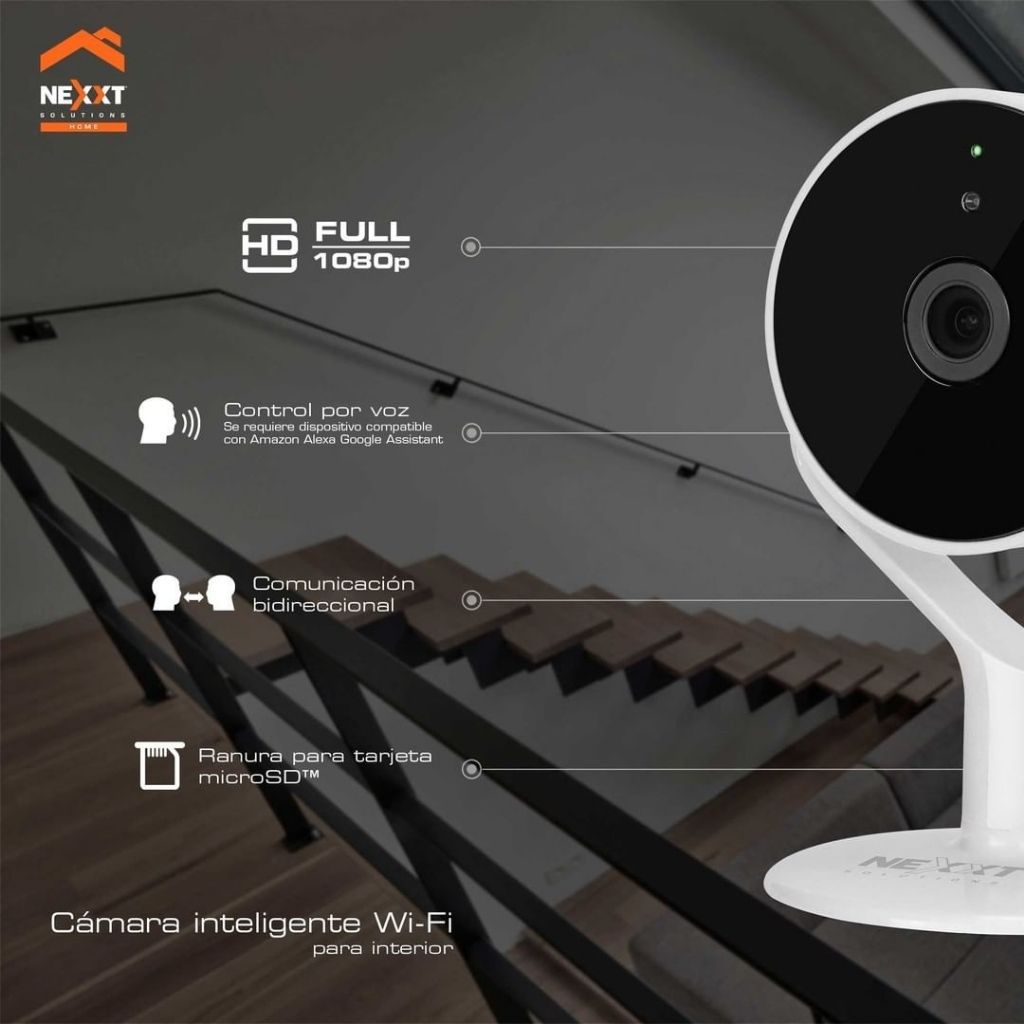 NEXXT
SOLUTIONS
HOME
HD FULL
1080p
Control por voz
Se requiere dispositivo compatible
con Amazon Alexa Google Assistant
Comunicación
bidireccional
Ranura para tarjeta
microSD™
NEXXT
SOLUTIONS
Cámara inteligente Wi-Fi
para interior